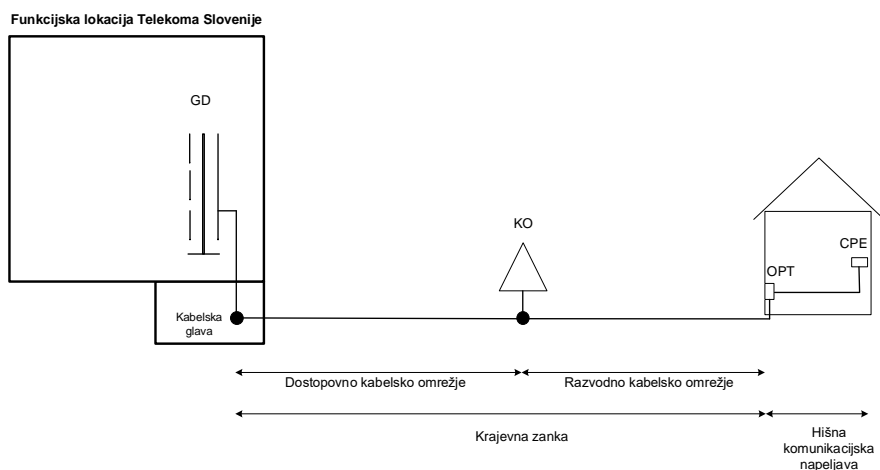 Funkcijska lokacija Telekoma Slovenije
GD
KO
CPE
OPT
Kabelska
glava
Dostopovno kabelsko omrežje
Razvodno kabelsko omrežje
Krajevna zanka
Hišna
komunikacijska
napeljava